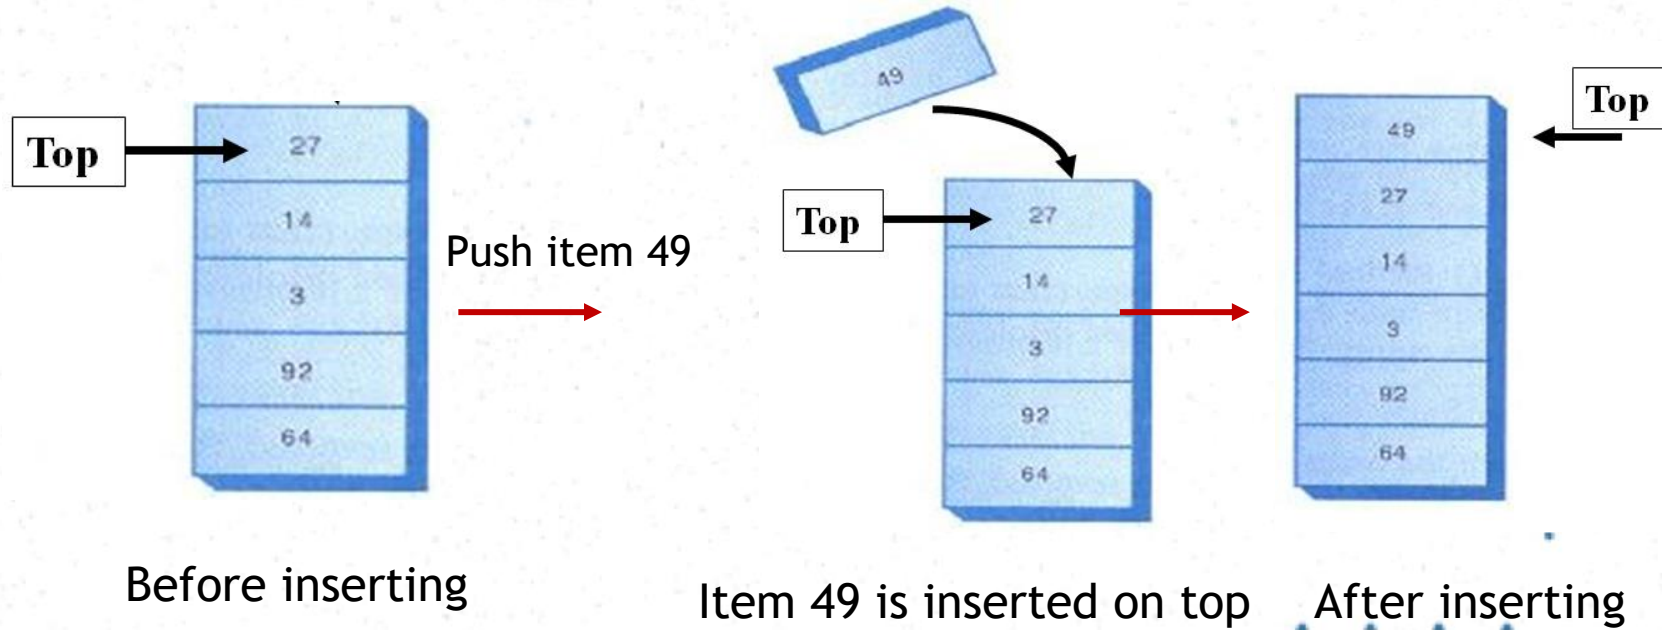 Top
27
14
3
92
64
Before inserting
Push item 49
49
Top
27
14
3
92
64
Item 49 is inserted on top
Top
49
27
14
3
92
64
After inserting